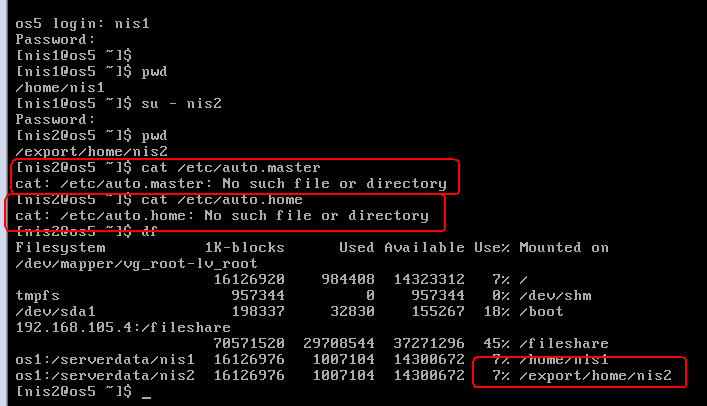 os5 login: nis1
Password:
[nis1@os5 ~]$
[nis1@os5 ~]$ pwd
/home/nis1
[nis1@os5 ~]$ su - nis2
Password:
[nis2@os5 ~]$ pwd
/export/home/nis2
[nis2@os5 ~]$ cat /etc/auto.master
cat: /etc/auto.master: No such file or directory
[nis2@os5 ~]$ cat /etc/auto.home
cat: /etc/auto.home: No such file or directory
[nis2@os5 ~]$ df
Filesystem 1K-blocks Used Available Use% Mounted on
/dev/mapper/vg_root-lv_root
16126920 984408 14323312 7% /
tmpfs 957344 0 957344 0% /dev/shm
/dev/sda1 198337 32830 155267 18% /boot
192.168.105.4:/fileshare
70571520 29708544 37271296 45% /fileshare
os1:/serverdata/nis1 16126976 1007104 14300672 7% /home/nis1
os1:/serverdata/nis2 16126976 1007104 14300672 7% /export/home/nis2
[nis2@os5 ~]$ _